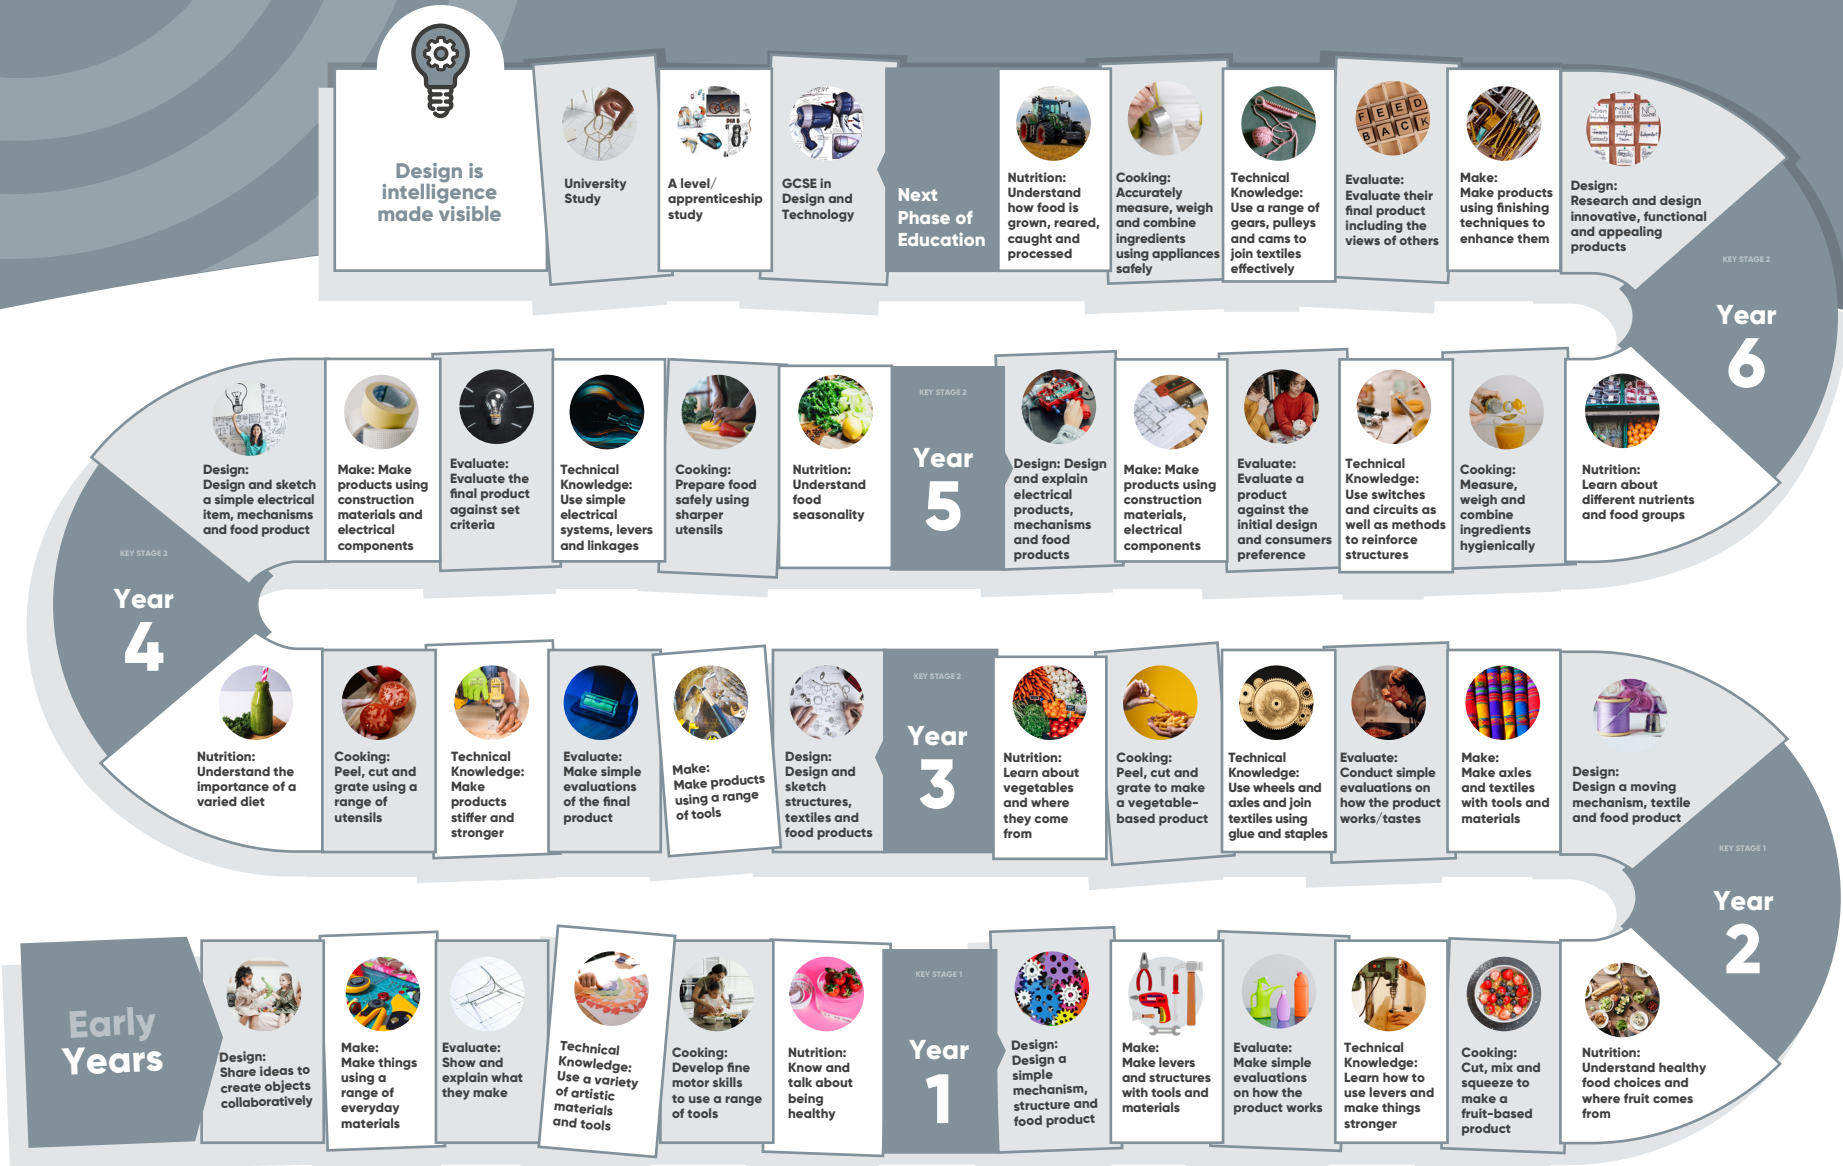 Design is
intelligence
made visible
University
Study
A level/
apprenticeship
study
GCSE in
Design and
Technology
Next
Phase of
Education
Nutrition:
Understand
how food is
grown, reared,
caught and
processed
Cooking:
Accurately
measure, weigh
and combine
ingredients
using appliances
safely
Technical
Knowledge:
Use a range of
gears, pulleys
and cams to
join textiles
effectively
FEED
BACK
Evaluate:
Evaluate their
final product
including the
views of others
Make:
Make products
using finishing
techniques to
enhance them
Design:
Research and design
innovative, functional
and appealing
products
KEY STAGE 2
Year
6
Design:
Design and sketch
a simple electrical
item, mechanisms
and food product
Make: Make
products using
construction
materials and
electrical
components
Evaluate:
Evaluate the
final product
against set
criteria
Technical
Knowledge:
Use simple
electrical
systems, levers
and linkages
Cooking:
Prepare food
safely using
sharper
utensils
Nutrition:
Understand
food
seasonality
KEY STAGE 2
Year
5
Design: Design
and explain
electrical
products,
mechanisms
and food
products
Make: Make
products using
construction
materials,
electrical
components
Evaluate:
Evaluate a
product
against the
initial design
and consumers
preference
Technical
Knowledge:
Use switches
and circuits as
well as methods
to reinforce
structures
Cooking:
Measure,
weigh and
combine
ingredients
hygienically
Nutrition:
Learn about
different nutrients
and food groups
KEY STAGE 2
Year
4
Nutrition:
Understand the
importance of a
varied diet
Cooking:
Peel, cut and
grate using a
range of
utensils
Technical
Knowledge:
Make
products
stiffer and
stronger
Evaluate:
Make simple
evaluations
of the final
product
Make:
Make products
using a range
of tools
Design:
Design and
sketch
structures,
textiles and
food products
KEY STAGE 2
Year
3
Nutrition:
Learn about
vegetables
and where
they come
from
Cooking:
Peel, cut and
grate to make
a vegetable-
based product
Technical
Knowledge:
Use wheels and
axles and join
textiles using
glue and staples
Evaluate:
Conduct simple
evaluations on
how the product
works/tastes
Make:
Make axles
and textiles
with tools and
materials
Design:
Design a moving
mechanism, textile
and food product
KEY STAGE 1
Year
2
Early
Years
Design:
Share ideas to
create objects
collaboratively
Make:
Make things
using a
range of
everyday
materials
Evaluate:
Show and
explain what
they make
Technical
Knowledge:
Use a variety
of artistic
materials
and tools
Cooking:
Develop fine
motor skills
to use a range
of tools
Nutrition:
Know and
talk about
being
healthy
KEY STAGE 1
Year
1
Design:
Design a
simple
mechanism,
structure and
food product
Make:
Make levers
and structures
with tools and
materials
Evaluate:
Make simple
evaluations
on how the
product works
Technical
Knowledge:
Learn how to
use levers and
make things
stronger
Cooking:
Cut, mix and
squeeze to
make a
fruit-based
product
Nutrition:
Understand healthy
food choices and
where fruit comes
from